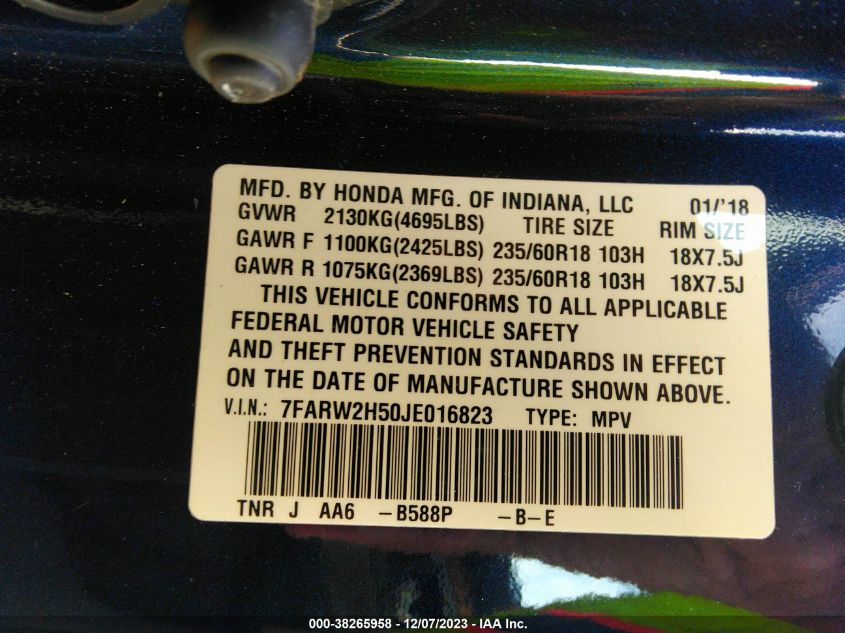 MFD. BY HONDA MFG. OF INDIANA, LLC 01/'18
GVWR 2130KG(4695LBS) TIRE SIZE RIM SIZE
GAWR F 1100KG(2425LBS) 235/60R18 103H 18X7.5J
GAWR R 1075KG(2369LBS) 235/60R18 103H 18X7.5J
THIS VEHICLE CONFORMS TO ALL APPLICABLE
FEDERAL MOTOR VEHICLE SAFETY
AND THEFT PREVENTION STANDARDS IN EFFECT
ON THE DATE OF MANUFACTURE SHOWN ABOVE.
V.I.N.: 7FARW2H50JE016823 TYPE: MPV
TNR J AA6 -B588P -B-E
000-38265958 - 12/07/2023 - IAA Inc.